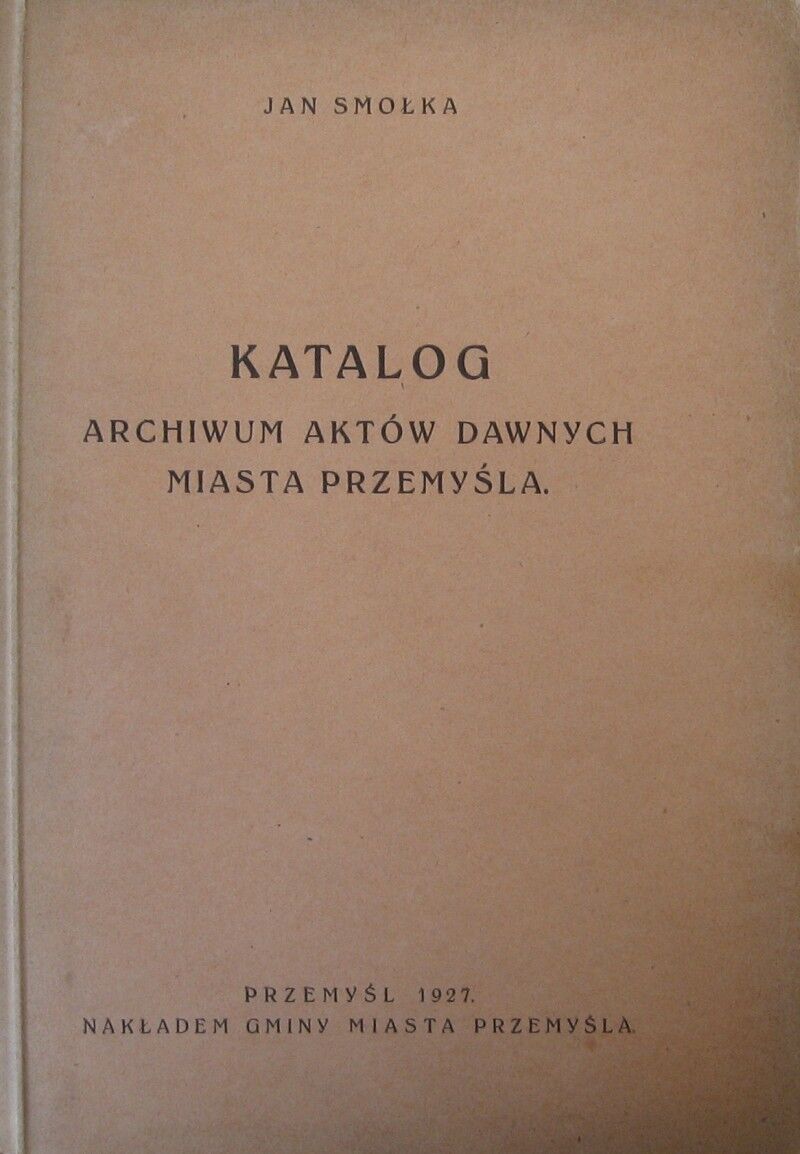 JAN SMOŁKA
KATALOG
ARCHIWUM AKTÓW DAWNYCH
MIASTA PRZEMYŚLA.
PRZEMYŚL 1927.
NAKŁADEM GMINY MIASTA PRZEMYŚLA.